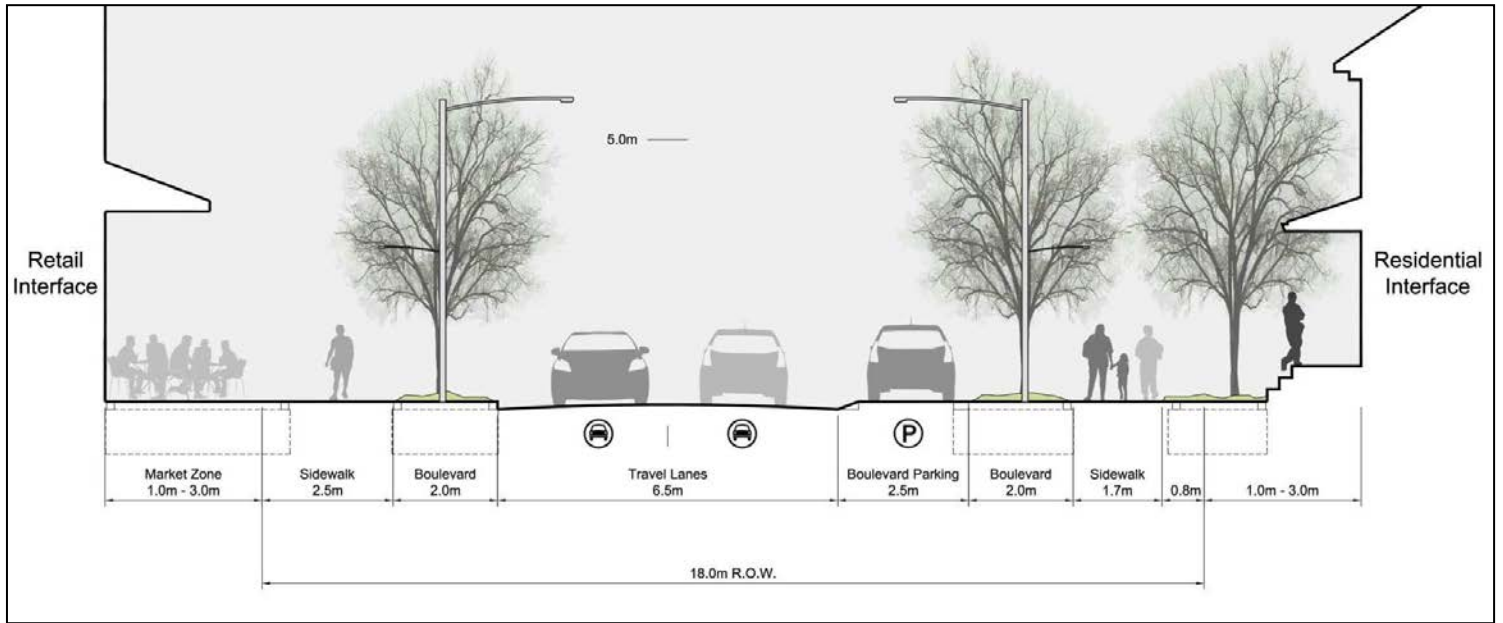 5.0m
Retail
Interface
Residential
Interface
P
Market Zone
1.0m - 3.0m
Sidewalk
2.5m
Boulevard
2.0m
Travel Lanes
6.5m
Boulevard Parking
2.5m
Boulevard
2.0m
Sidewalk
1.7m
0.8m
1.0m - 3.0m
18.0m R.O.W.